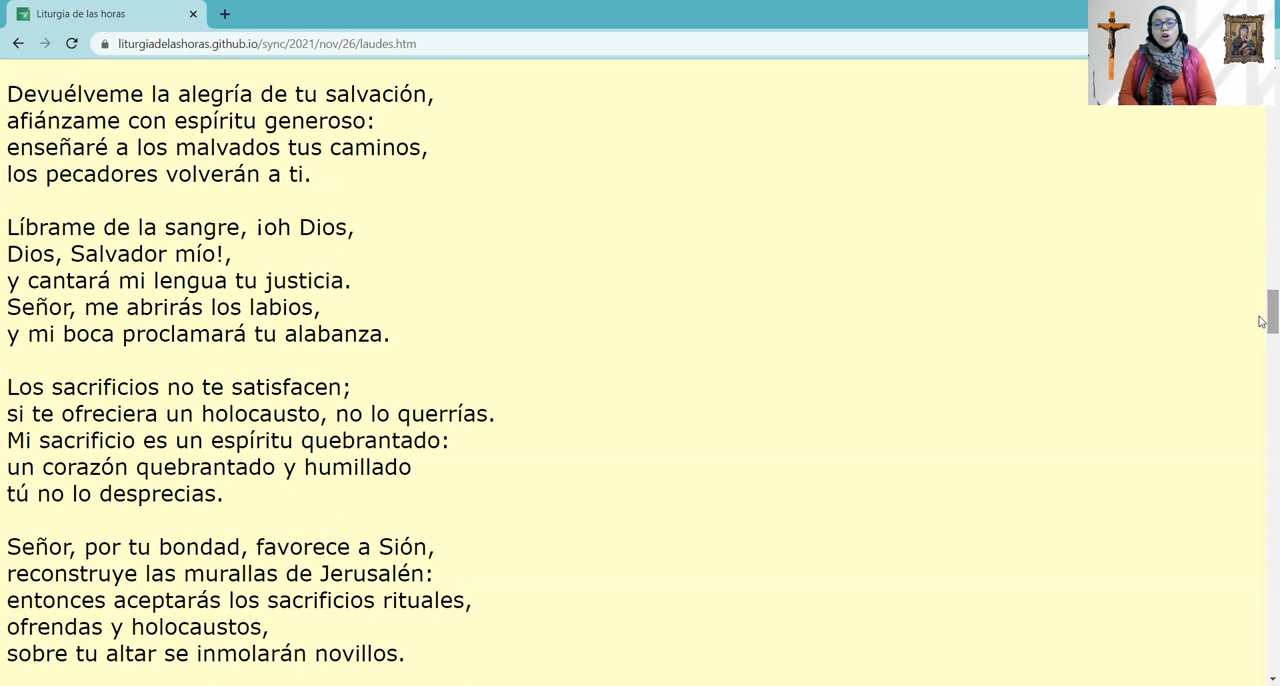 Liturgia de las horas
liturgiadelashoras.github.io/sync/2021/nov/26/laudes.htm
Devuélveme la alegría de tu salvación,
afiánzame con espíritu generoso:
enseñaré a los malvados tus caminos,
los pecadores volverán a ti.
Líbrame de la sangre, ¡oh Dios,
Dios, Salvador mío!,
y cantará mi lengua tu justicia.
Señor, me abrirás los labios,
y mi boca proclamará tu alabanza.
Los sacrificios no te satisfacen;
si te ofreciera un holocausto, no lo querrías.
Mi sacrificio es un espíritu quebrantado:
un corazón quebrantado y humillado
tú no lo desprecias.
Señor, por tu bondad, favorece a Sión,
reconstruye las murallas de Jerusalén:
entonces aceptarás los sacrificios rituales,
ofrendas y holocaustos,
sobre tu altar se inmolarán novillos.